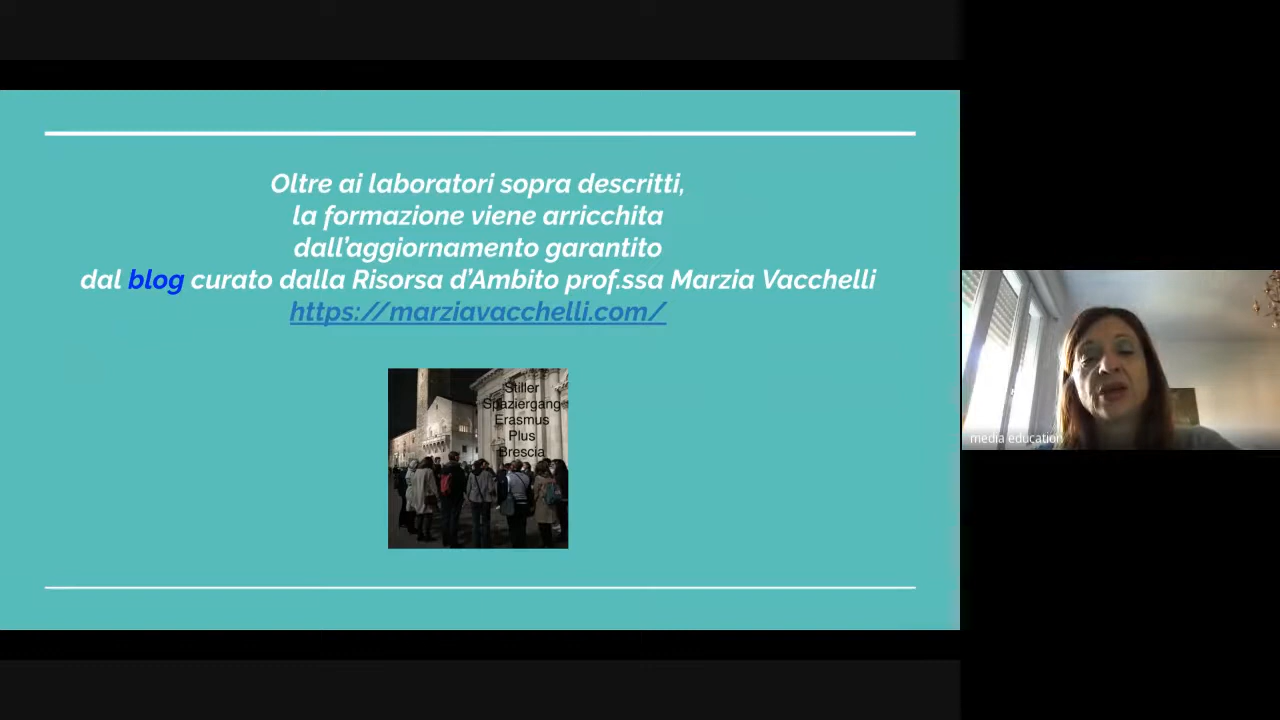 Oltre ai laboratori sopra descritti,
la formazione viene arricchita
dall'aggiornamento garantito
dal blog curato dalla Risorsa d'Ambito prof.ssa Marzia Vacchelli
https://marziavacchelli.com/
Stiller
Spaziergang
Erasmus
Plus
Brescia
media education